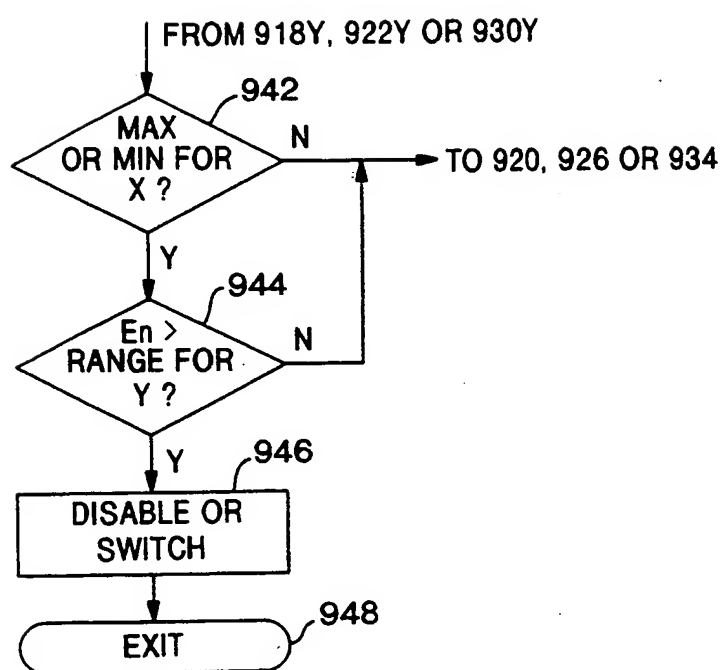 FROM 918Y, 922Y OR 930Y
942
MAX
OR MIN FOR
X ?
N
TO 920, 926 OR 934
Y
944
En >
RANGE FOR
Y ?
N
Y
946
DISABLE OR
SWITCH
948
EXIT